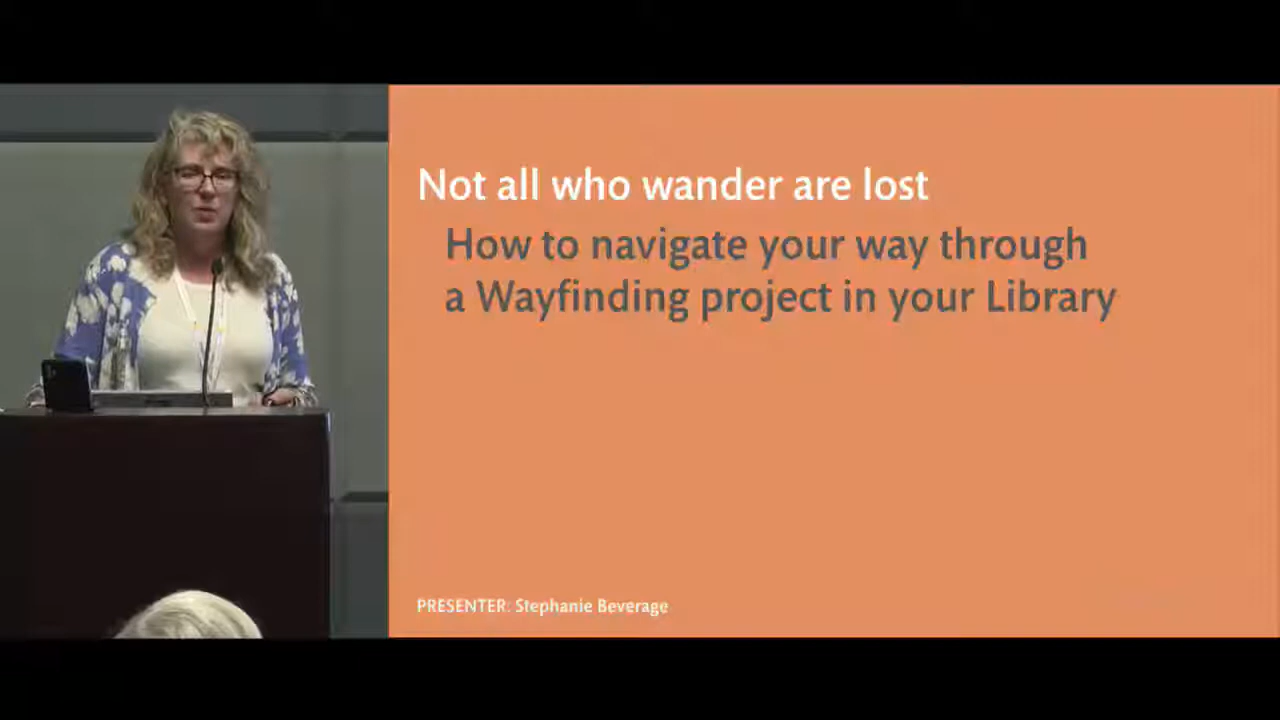 Not all who wander are lost
How to navigate your way through
a Wayfinding project in your Library
PRESENTER: Stephanie Beverage